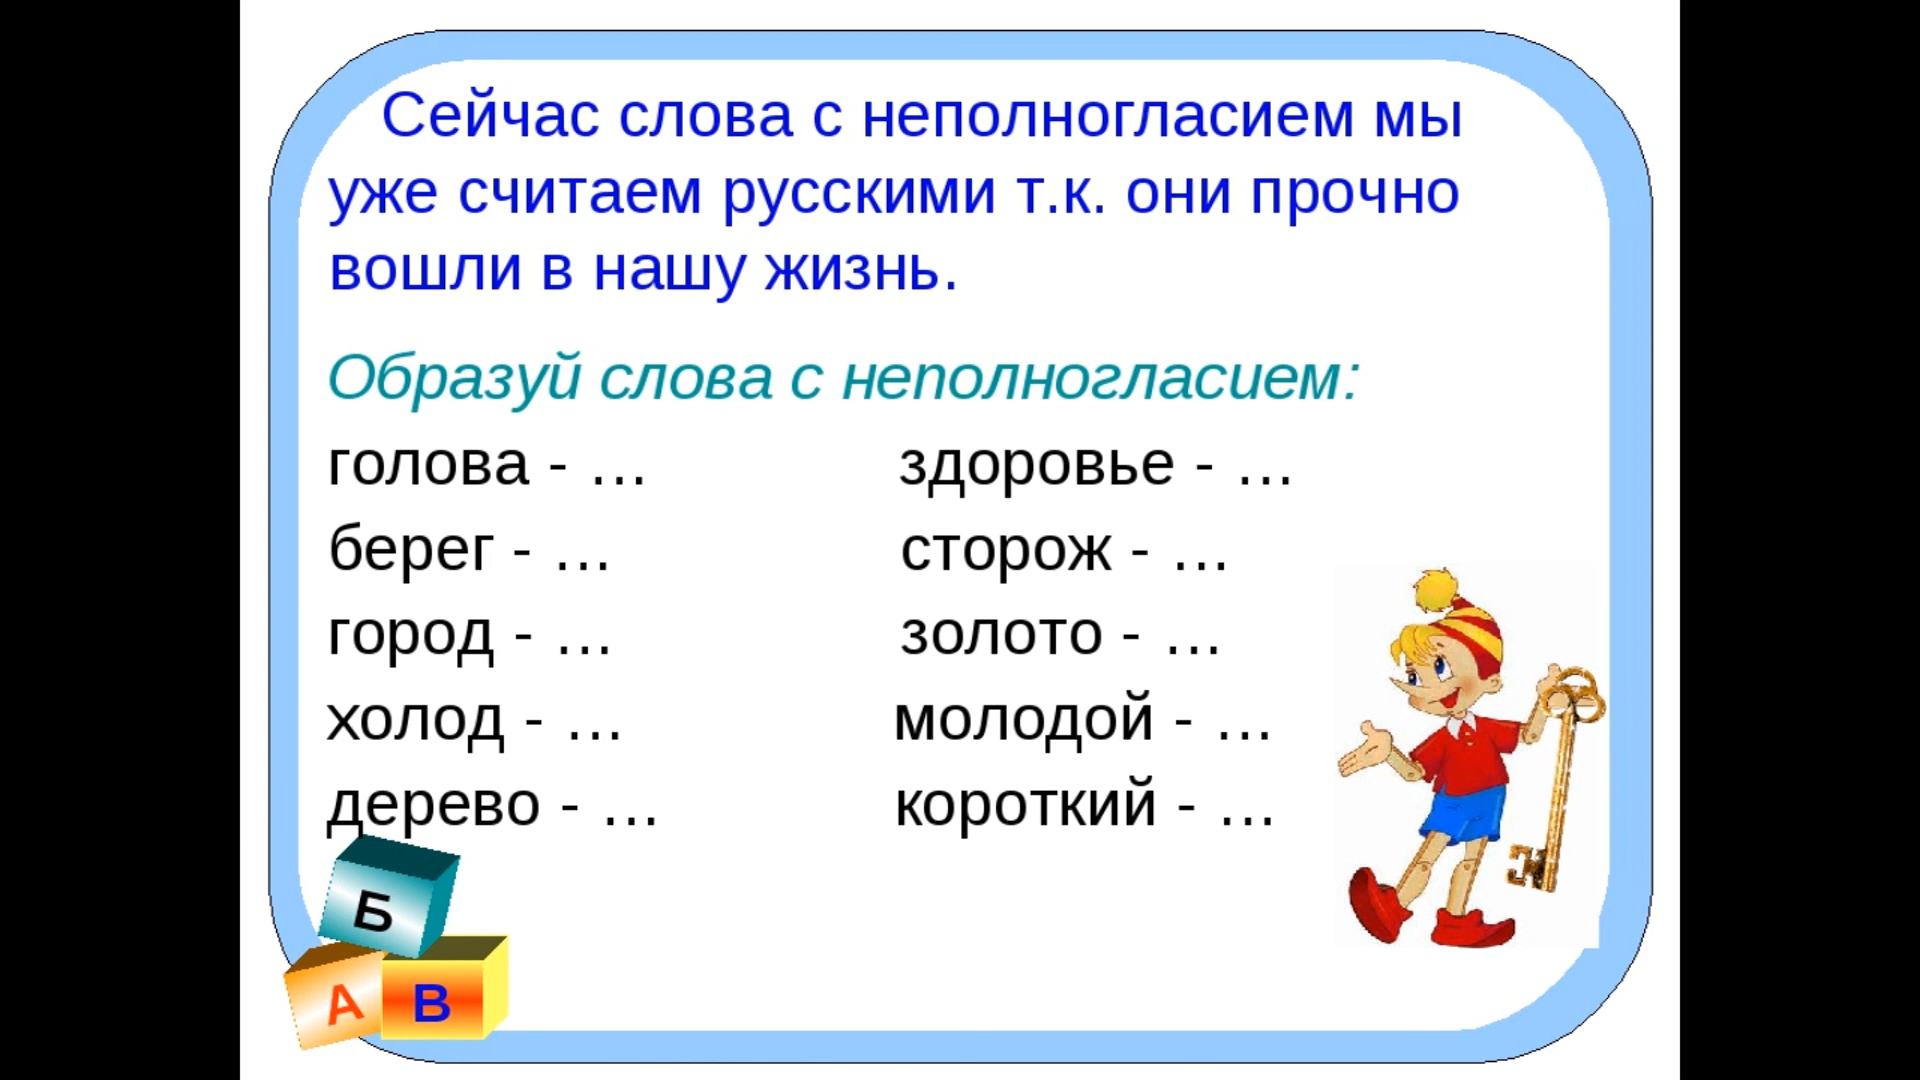 Сейчас слова с неполногласием мы
уже считаем русскими т.к. они прочно
вошли в нашу жизнь.
Образуй слова с неполногласием:
голова - … здоровье - …
берег - … сторож - …
город - … золото - …
холод - … молодой - …
дерево - … короткий - …
Б
А В